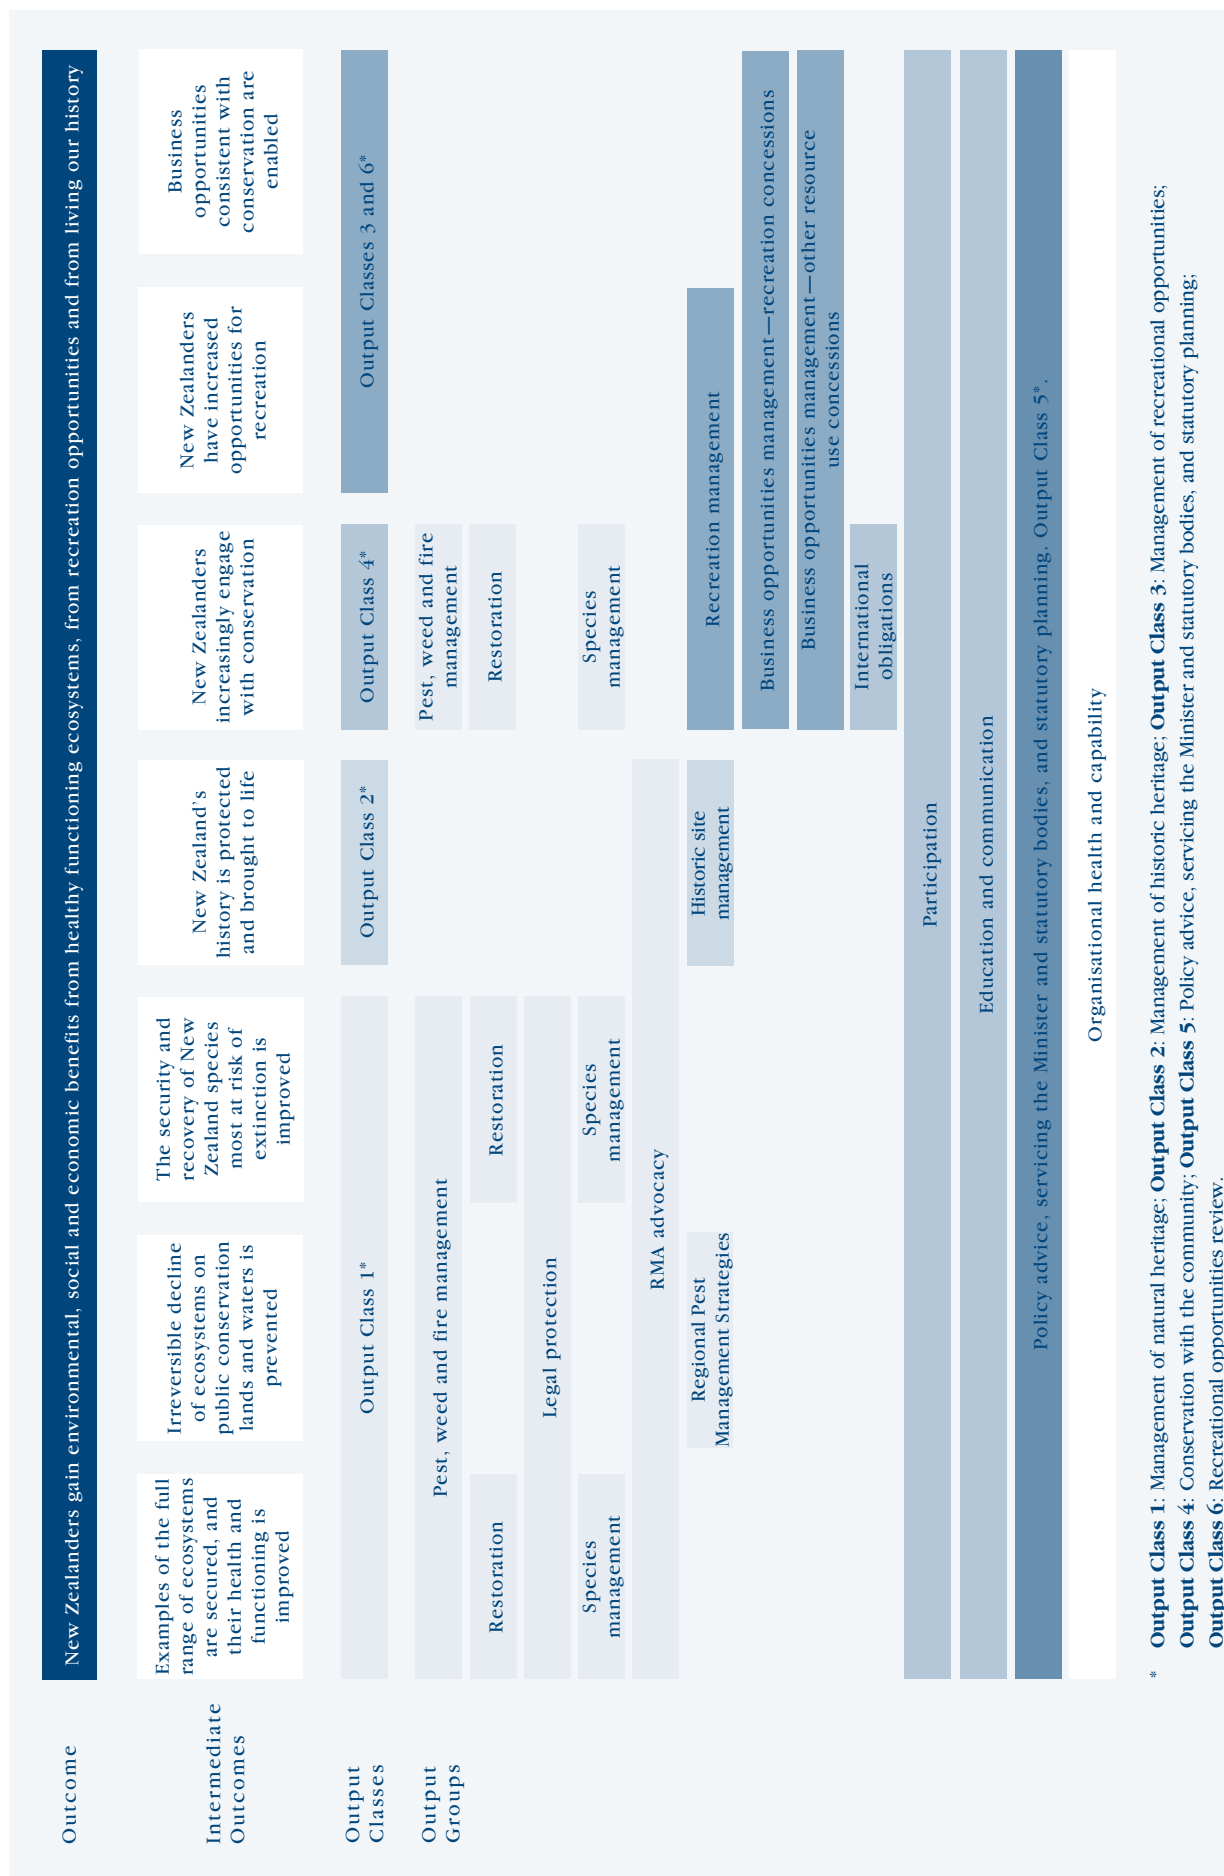 Outcome
New Zealanders gain environmental, social and economic benefits from healthy functioning ecosystems, from recreation opportunities and from living our history
Intermediate
Outcomes
Examples of the full
range of ecosystems
are secured, and
their health and
functioning is
improved
Irreversible decline
of ecosystems on
public conservation
lands and waters is
prevented
The security and
recovery of New
Zealand species
most at risk of
extinction is
improved
New Zealand's
history is protected
and brought to life
New Zealanders
increasingly engage
with conservation
New Zealanders
have increased
opportunities for
recreation
Business
opportunities
consistent with
conservation are
enabled
Output
Classes
Output Class 1*
Output Class 2*
Output Class 4*
Output Classes 3 and 6*
Output
Groups
Pest, weed and fire management
Pest, weed and fire
management
Restoration
Restoration
Restoration
Legal protection
Species
management
Species
management
Species
management
RMA advocacy
Regional Pest
Management Strategies
Historic site
management
Recreation management
Business opportunities management—recreation concessions
Business opportunities management—other resource
use concessions
International
obligations
Participation
Education and communication
Policy advice, servicing the Minister and statutory bodies, and statutory planning. Output Class 5*.
Organisational health and capability
* Output Class 1: Management of natural heritage; Output Class 2: Management of historic heritage; Output Class 3: Management of recreational opportunities;
Output Class 4: Conservation with the community; Output Class 5: Policy advice, servicing the Minister and statutory bodies, and statutory planning;
Output Class 6: Recreational opportunities review.